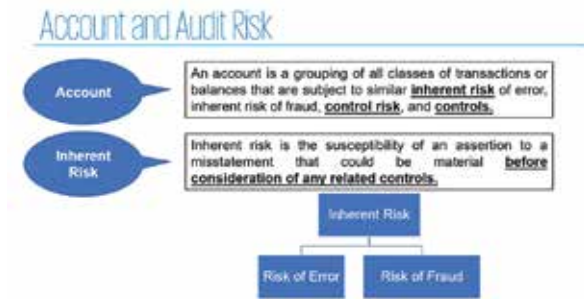 Account and Audit Risk
Account
An account is a grouping of all classes of transactions or
balances that are subject to similar inherent risk of error,
inherent risk of fraud, control risk, and controls.
Inherent
Risk
Inherent risk is the susceptibility of an assertion to a
misstatement that could be material before
consideration of any related controls.
Inherent Risk
Risk of Error
Risk of Fraud